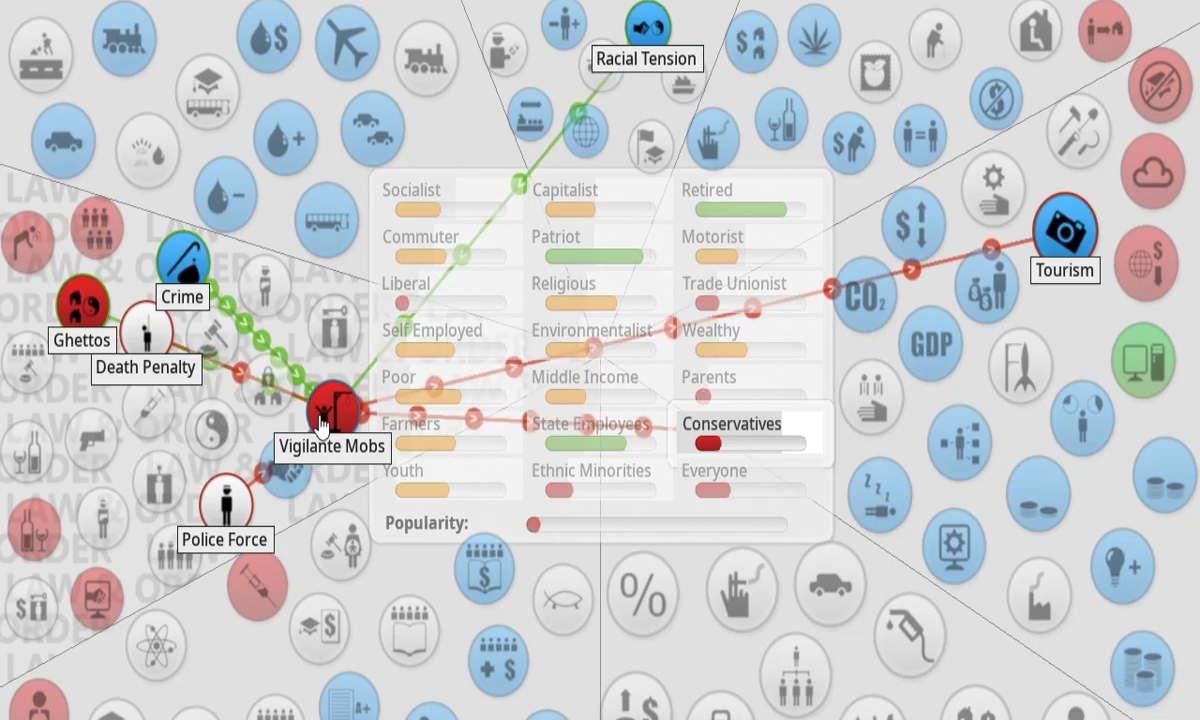 Racial Tension
$
$
$
+
+
-
$
$
$
$
LAW
ORDER
Crime
Ghettos
Death Penalty
Vigilante Mobs
Police Force
Tourism
CO2
GDP
Socialist Capitalist Retired
Commuter Patriot Motorist
Liberal Religious Trade Unionist
Self Employed Environmentalist Wealthy
Poor Middle Income Parents
Farmers State Employees Conservatives
Youth Ethnic Minorities Everyone
Popularity:
%
A+